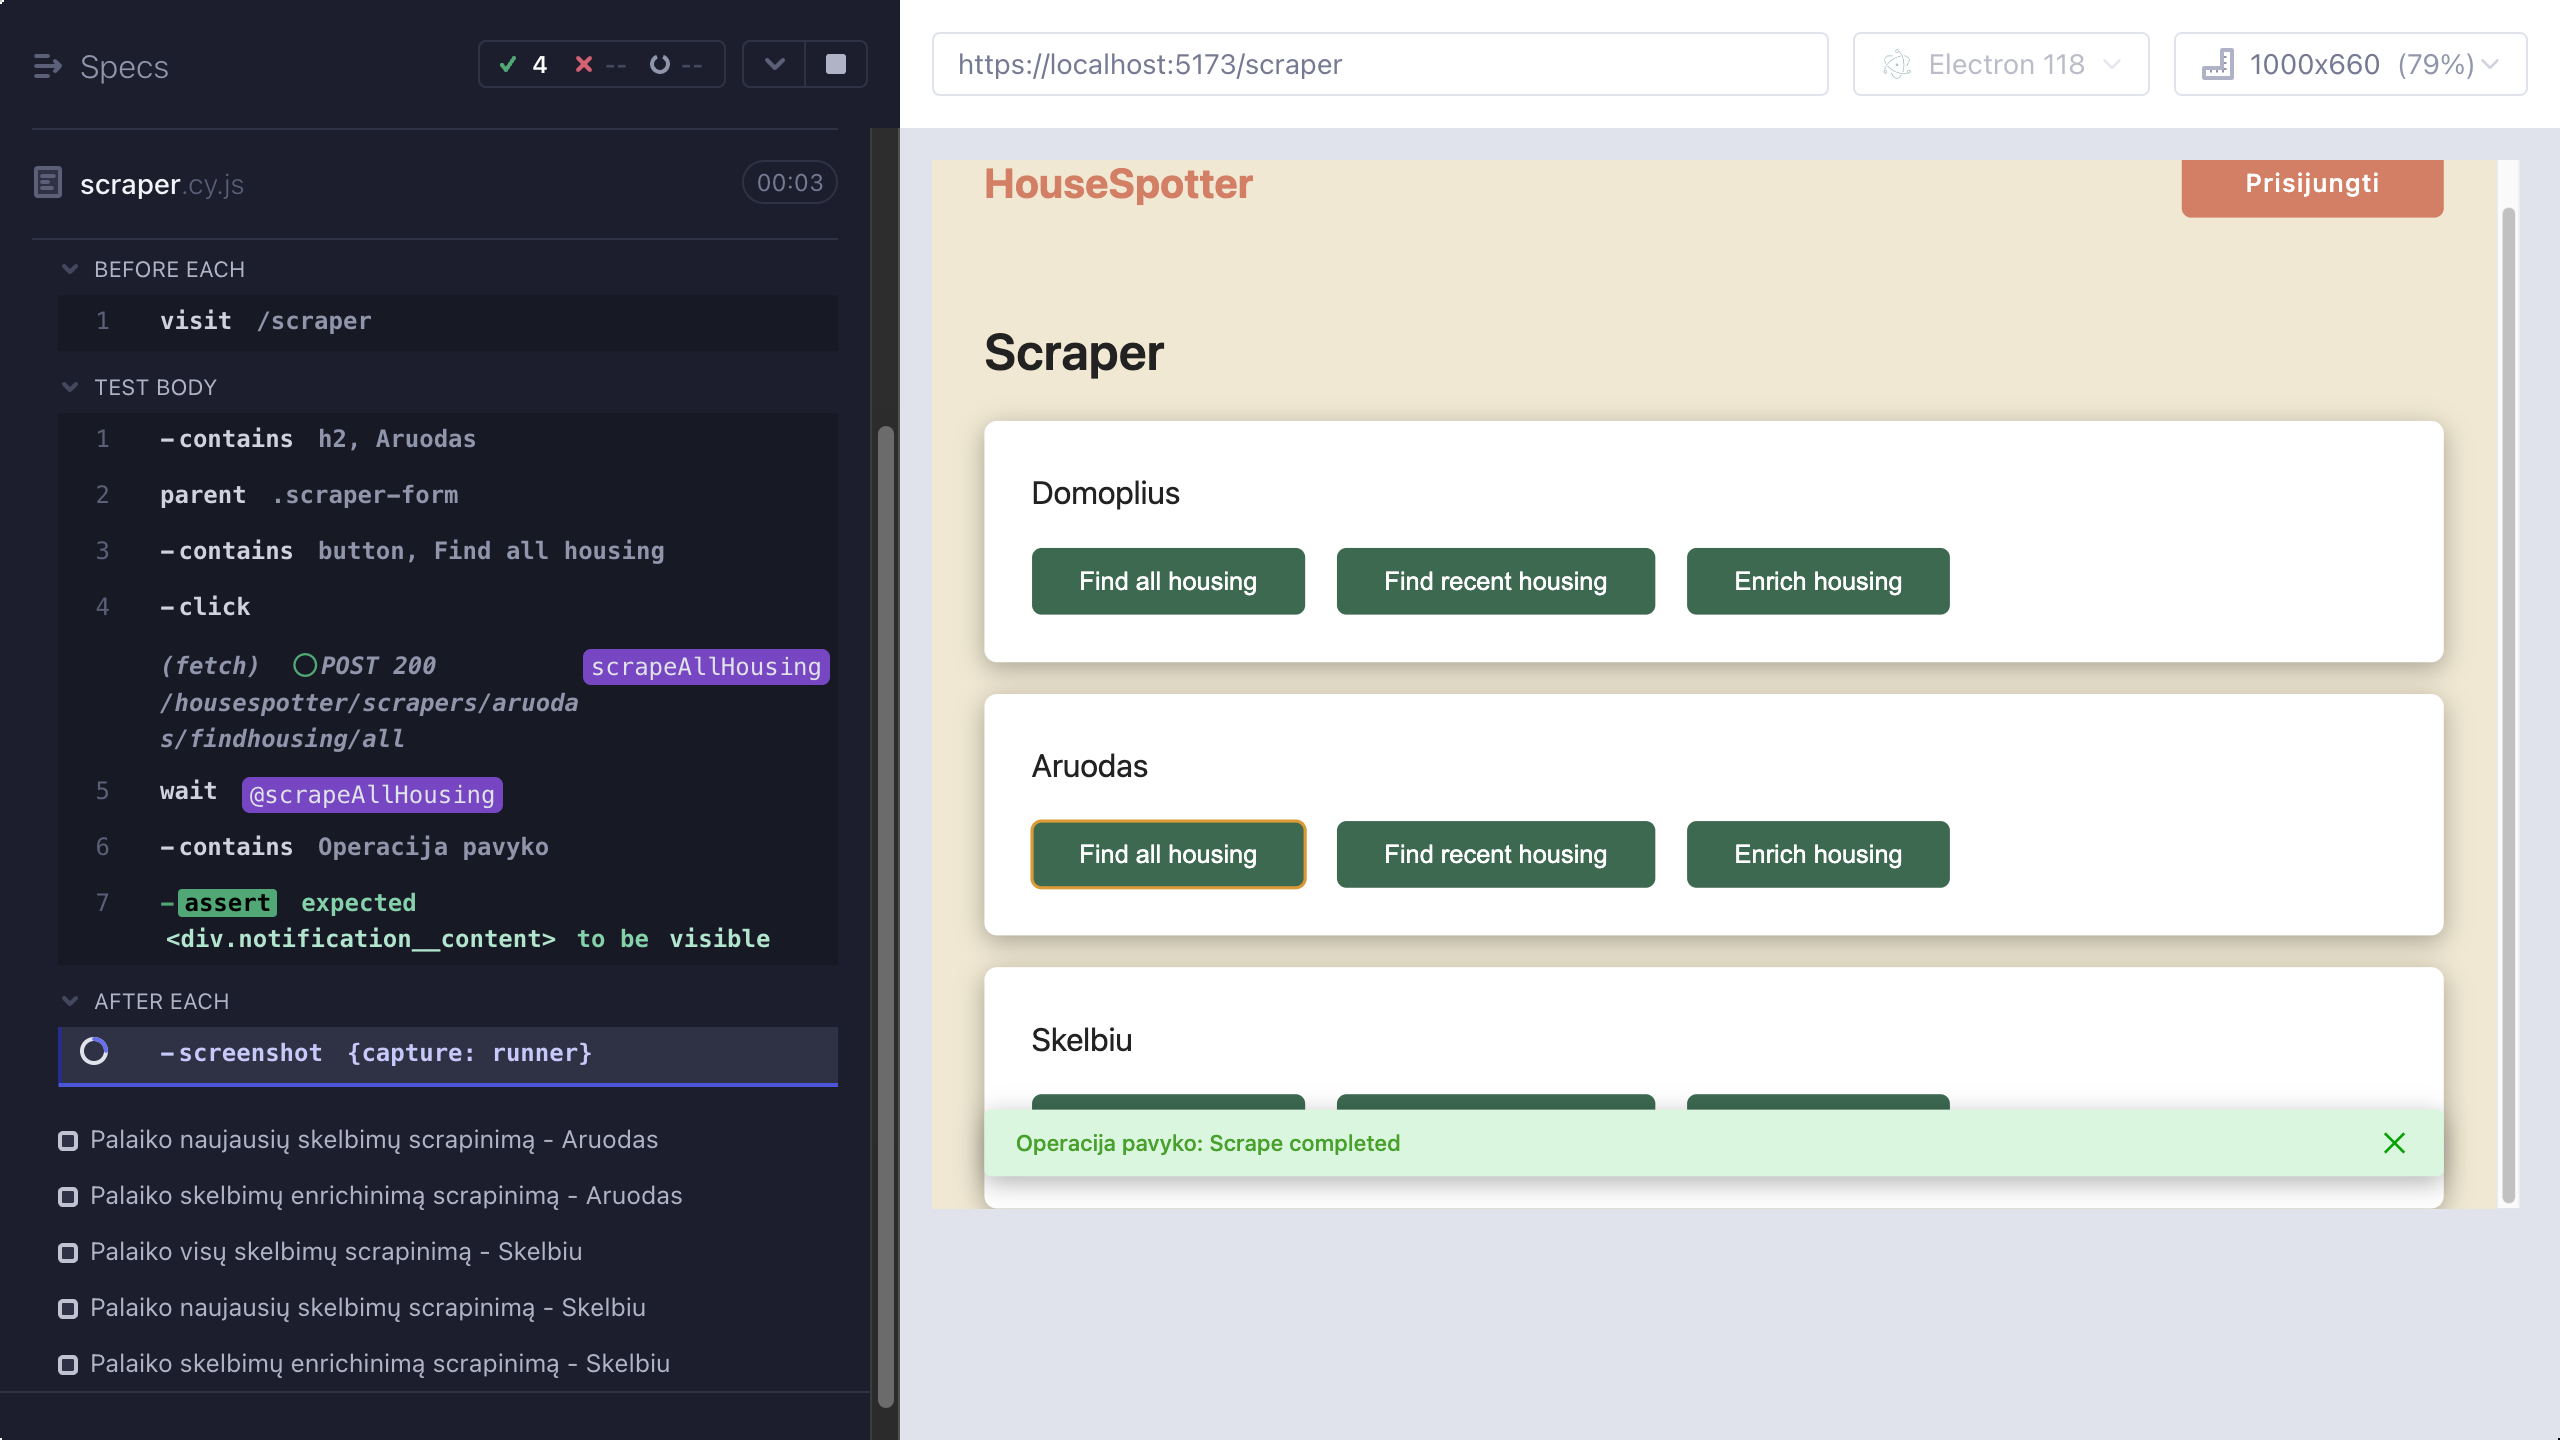 Specs
4 -- --
scraper.cy.js
00:03
BEFORE EACH
1 visit /scraper
TEST BODY
1 -contains h2, Aruodas
2 parent .scraper-form
3 -contains button, Find all housing
4 -click
(fetch) POST 200 scrapeAllHousing
/housespotter/scrapers/aruoda
s/findhousing/all
5 wait @scrapeAllHousing
6 -contains Operacija pavyko
7 -assert expected
<div.notification__content> to be visible
AFTER EACH
-screenshot {capture: runner}
Palaiko naujausių skelbimų scrapinimą - Aruodas
Palaiko skelbimų enrichinimą scrapinimą - Aruodas
Palaiko visų skelbimų scrapinimą - Skelbiu
Palaiko naujausių skelbimų scrapinimą - Skelbiu
Palaiko skelbimų enrichinimą scrapinimą - Skelbiu
https://localhost:5173/scraper
Electron 118
1000x660 (79%)
HouseSpotter
Prisijungti
Scraper
Domoplius
Find all housing Find recent housing Enrich housing
Aruodas
Find all housing Find recent housing Enrich housing
Skelbiu
Operacija pavyko: Scrape completed